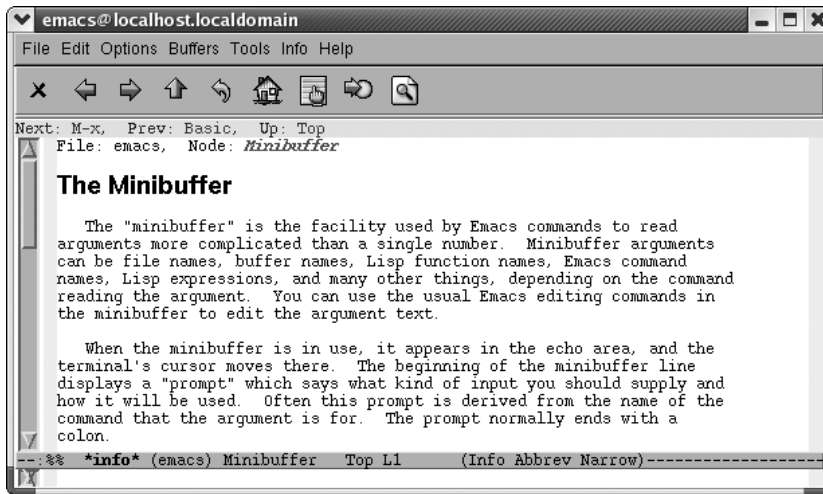 emacs@localhost.localdomain
File Edit Options Buffers Tools Info Help
Next: M-x, Prev: Basic, Up: Top
File: emacs, Node: Minibuffer
The Minibuffer
The "minibuffer" is the facility used by Emacs commands to read
arguments more complicated than a single number. Minibuffer arguments
can be file names, buffer names, Lisp function names, Emacs command
names, Lisp expressions, and many other things, depending on the command
reading the argument. You can use the usual Emacs editing commands in
the minibuffer to edit the argument text.
When the minibuffer is in use, it appears in the echo area, and the
terminal's cursor moves there. The beginning of the minibuffer line
displays a "prompt" which says what kind of input you should supply and
how it will be used. Often this prompt is derived from the name of the
command that the argument is for. The prompt normally ends with a
colon.
--:%% *info* (emacs) Minibuffer Top L1 (Info Abbrev Narrow)--------------------